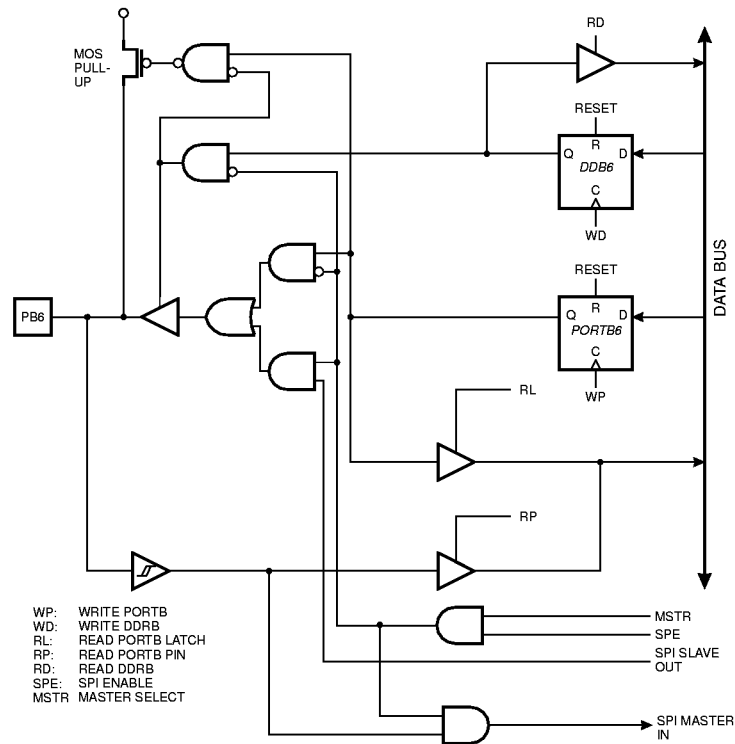 RD
MOS
PULL-
UP
RESET
R
Q
D
DDB6
C
WD
DATA BUS
RESET
PB6
R
Q
D
PORTB6
C
WP
RL
RP
WP: WRITE PORTB
WD: WRITE DDRB
RL: READ PORTB LATCH
RP: READ PORTB PIN
RD: READ DDRB
SPE: SPI ENABLE
MSTR MASTER SELECT
MSTR
SPE
SPI SLAVE
OUT
SPI MASTER
IN